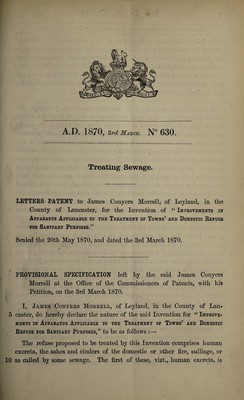 A.D. 1870, 3rd MARCH. Nº 630.
Treating Sewage.
LETTERS PATENT to James Conyers Morrell, of Leyland, in the
County of Lancaster, for the Invention of "IMPROVEMENTS IN
APPARATUS APPLICABLE TO THE TREATMENT OF TOWNS' AND DOMESTIC REFUSE
FOR SANITARY PURPOSES."
Sealed the 20th May 1870, and dated the 3rd March 1870.
PROVISIONAL SPECIFICATION left by the said James Conyers
Morrell at the Office of the Commissioners of Patents, with his
Petition, on the 3rd March 1870.
I, JAMES CONYERS MORRELL, of Leyland, in the County of Lan-
5 caster, do hereby declare the nature of the said Invention for "IMPROVE-
MENTS IN APPARATUS APPLICABLE TO THE TREATMENT OF TOWNS' AND DOMESTIC
REFUSE FOR SANITARY PURPOSES," to be as follows:—
The refuse proposed to be treated by this Invention comprises human
excreta, the ashes and cinders of the domestic or other fire, sullage, or
10 as called by some sewage. The first of these, vizt., human excreta, is